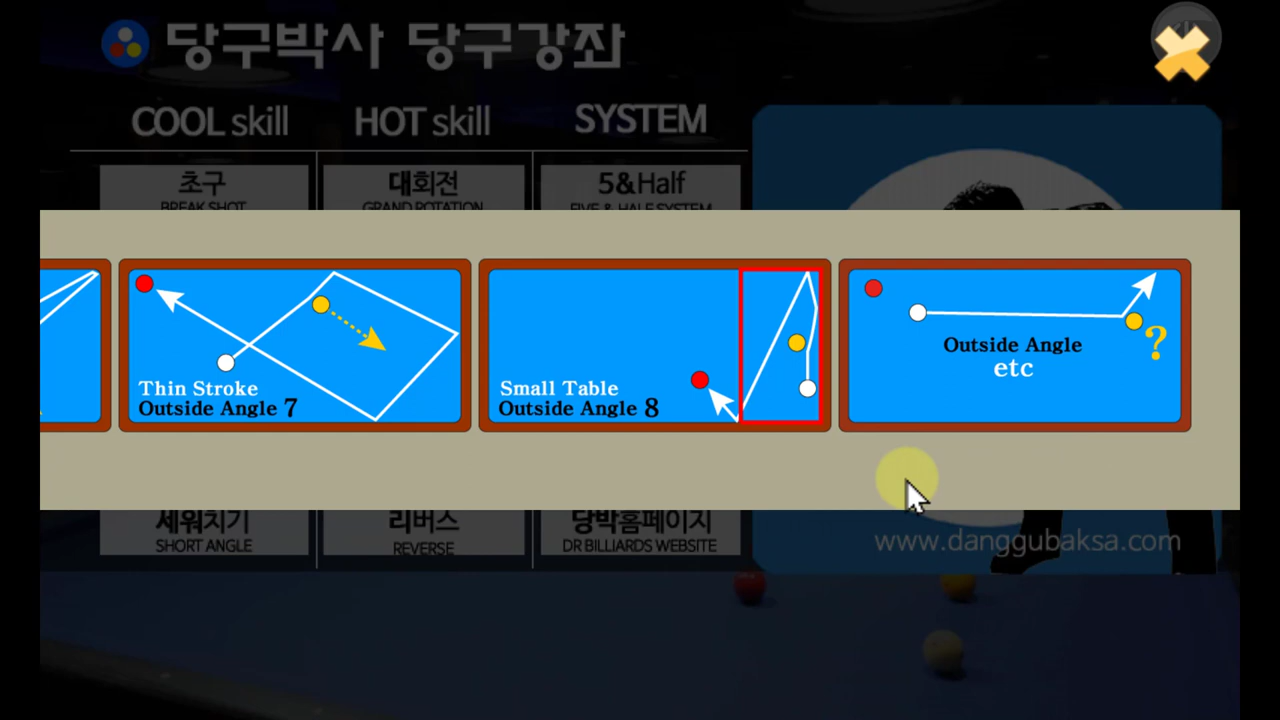 당구박사 당구강좌
COOL skill
HOT skill
SYSTEM
초구
BREAK SHOT
대회전
GRAND ROTATION
5&Half
FIVE & HALF SYSTEM
Thin Stroke
Outside Angle 7
Small Table
Outside Angle 8
Outside Angle
etc
?
세워치기
SHORT ANGLE
리버스
REVERSE
당박홈페이지
DR BILLIARDS WEBSITE
www.danggubaksa.com